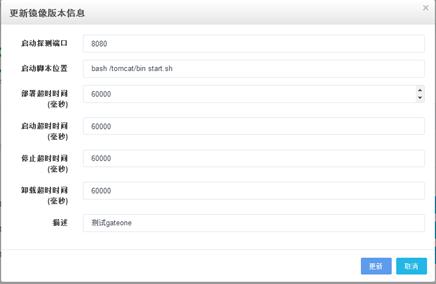 更新镜像版本信息
×
启动探测端口 8080
启动脚本位置 bash /tomcat/bin start.sh
部署超时时间 60000
(毫秒)
启动超时时间 60000
(毫秒)
停止超时时间 60000
(毫秒)
卸载超时时间 60000
(毫秒)
描述 测试gateone
更新 取消